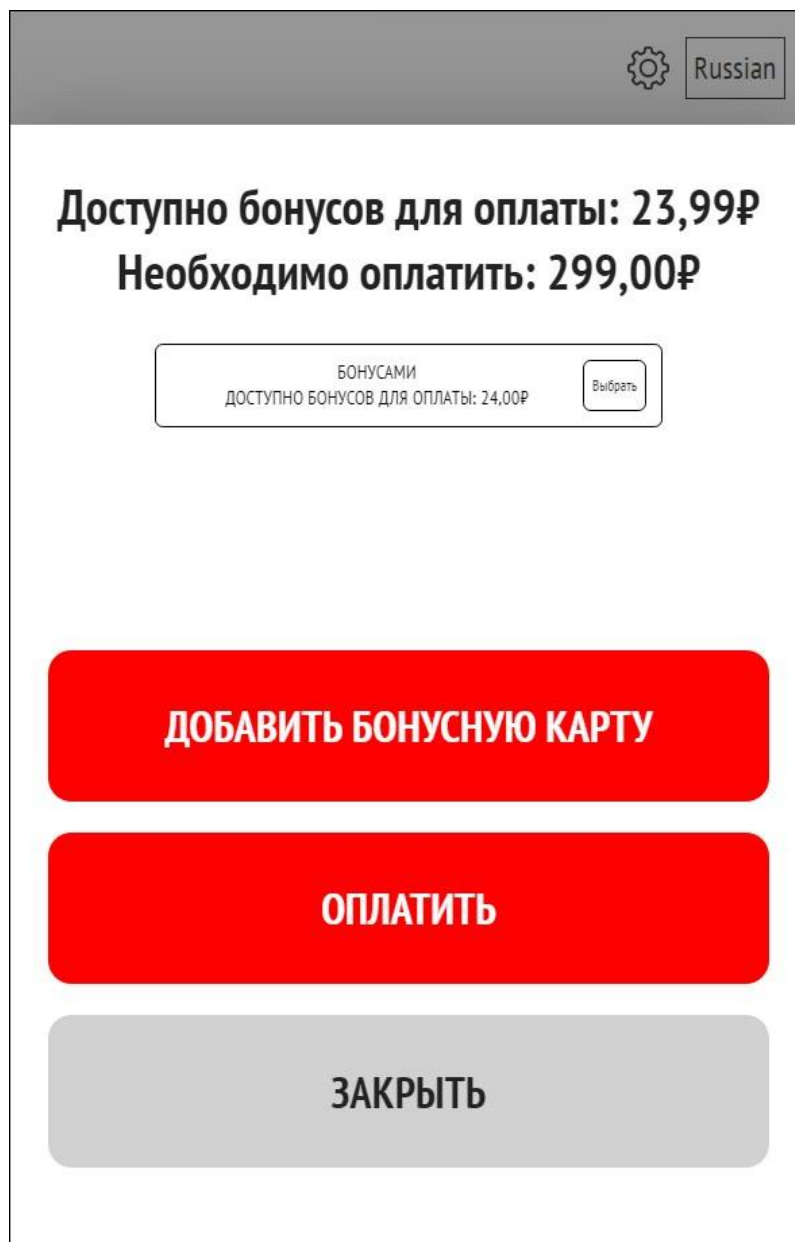 Russian
Доступно бонусов для оплаты: 23,99₽
Необходимо оплатить: 299,00₽
БОНУСАМИ
ДОСТУПНО БОНУСОВ ДЛЯ ОПЛАТЫ: 24,00₽
Выбрать
ДОБАВИТЬ БОНУСНУЮ КАРТУ
ОПЛАТИТЬ
ЗАКРЫТЬ